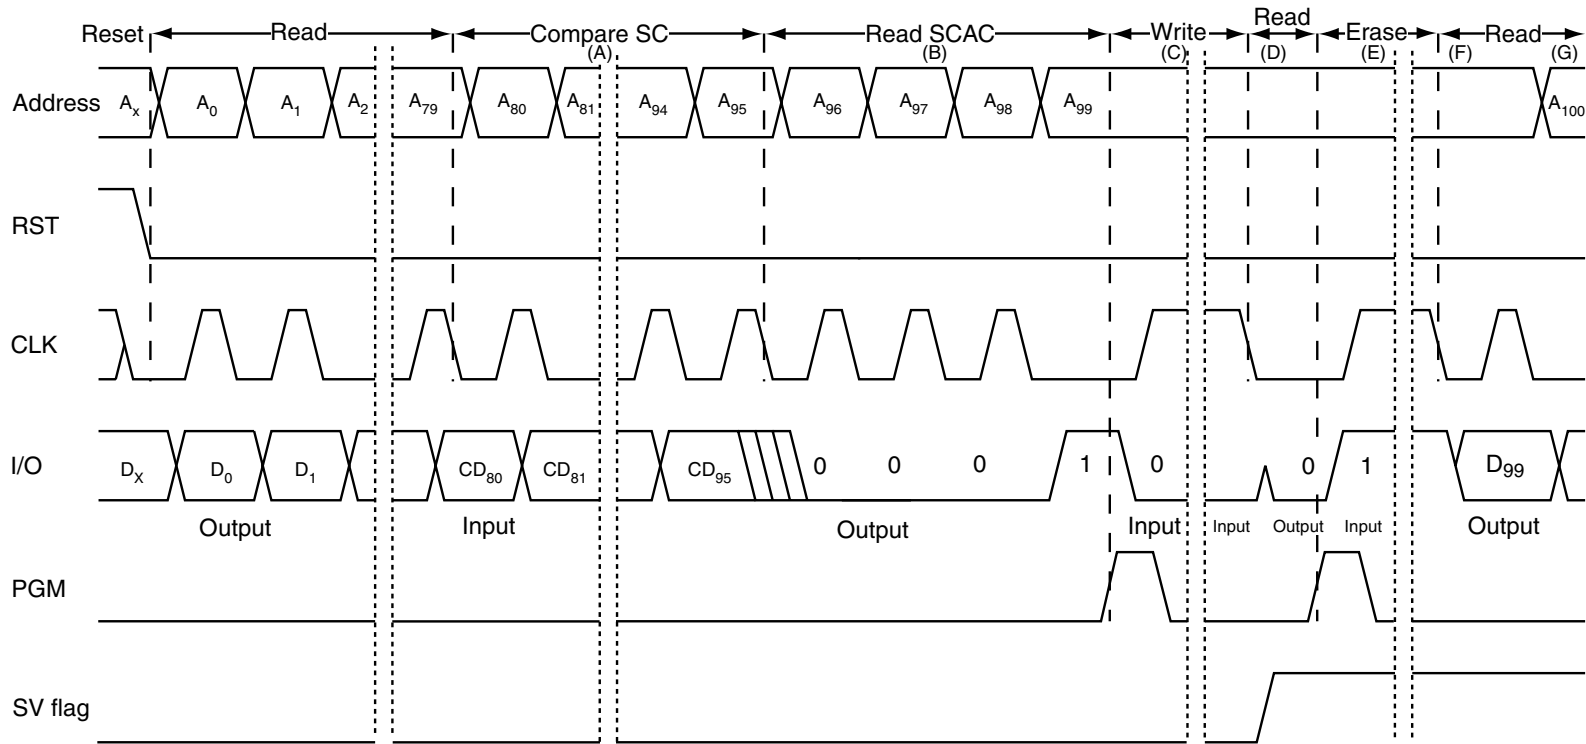 Reset Read Compare SC Read SCAC Write Read Erase Read
(A) (B) (C) (D) (E) (F) (G)
Address Ax A0 A1 A2 A79 A80 A81 A94 A95 A96 A97 A98 A99 A100
RST
CLK
I/O DX D0 D1 CD80 CD81 CD95 0 0 0 1 0 0 1 D99
Output Input Output Input Input Output Input Output
PGM
SV flag